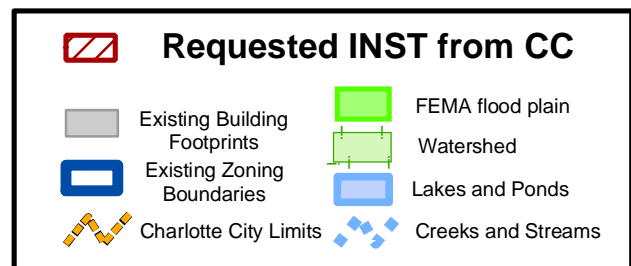 Requested INST from CC
Existing Building
Footprints
Existing Zoning
Boundaries
Charlotte City Limits
FEMA flood plain
Watershed
Lakes and Ponds
Creeks and Streams